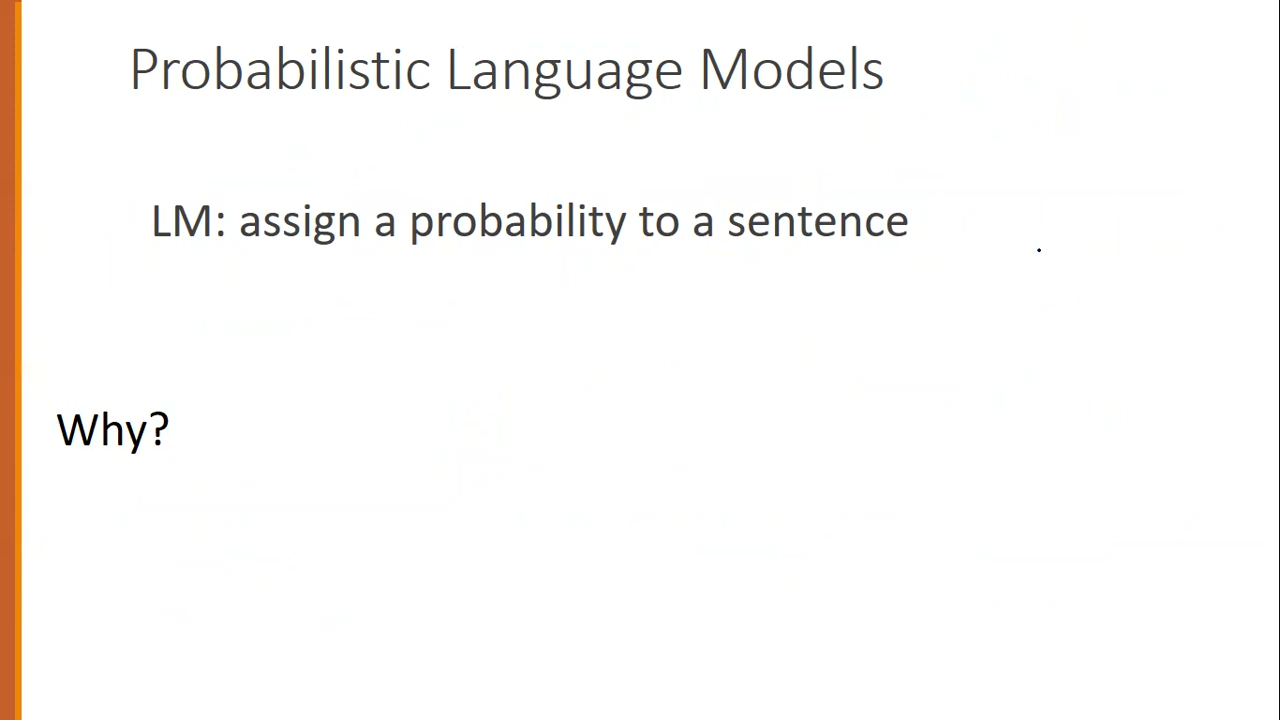 Probabilistic Language Models
LM: assign a probability to a sentence
Why?